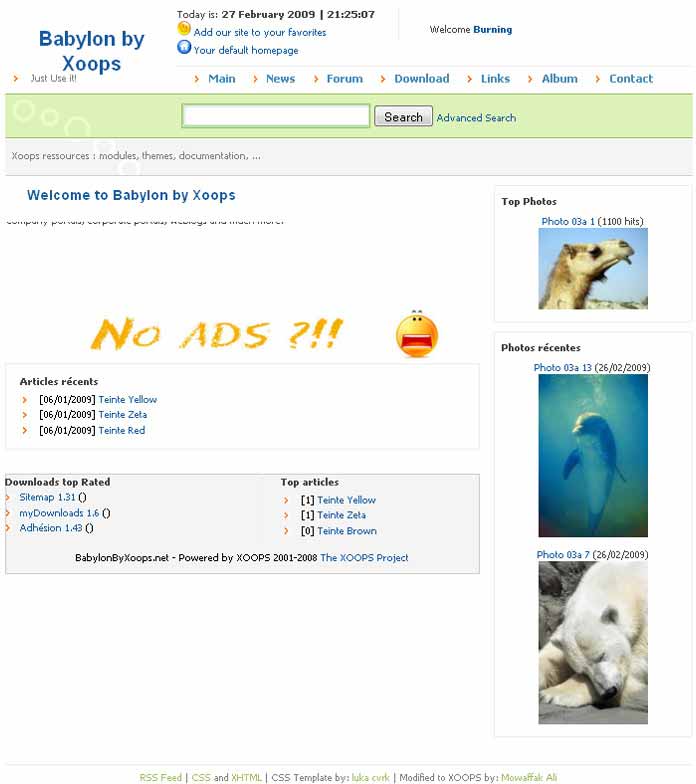 Today is: 27 February 2009 | 21:25:07
Add our site to your favorites
Your default homepage
Welcome Burning
Babylon by
Xoops
Just Use it!
Main News Forum Download Links Album Contact
Search Advanced Search
Xoops ressources : modules, themes, documentation, ...
Welcome to Babylon by Xoops
company portals, corporate portals, weblogs and much more.
No ADS ?!!
Articles récents
[06/01/2009] Teinte Yellow
[06/01/2009] Teinte Zeta
[06/01/2009] Teinte Red
Downloads top Rated
Sitemap 1.31 ()
myDownloads 1.6 ()
Adhésion 1.43 ()
Top articles
[1] Teinte Yellow
[1] Teinte Zeta
[0] Teinte Brown
BabylonByXoops.net - Powered by XOOPS 2001-2008 The XOOPS Project
Top Photos
Photo 03a 1 (1100 hits)
Photos récentes
Photo 03a 13 (26/02/2009)
Photo 03a 7 (26/02/2009)
RSS Feed | CSS and XHTML | CSS Template by: luka cvrk | Modified to XOOPS by: Mowaffak Ali